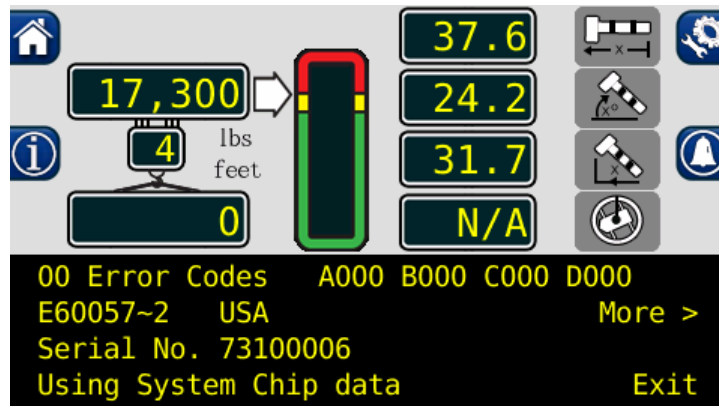 37.6
17,300
24.2
4
lbs
feet
31.7
0
N/A
x
x°
x
00 Error Codes A000 B000 C000 D000
E60057~2 USA More >
Serial No. 73100006
Using System Chip data Exit